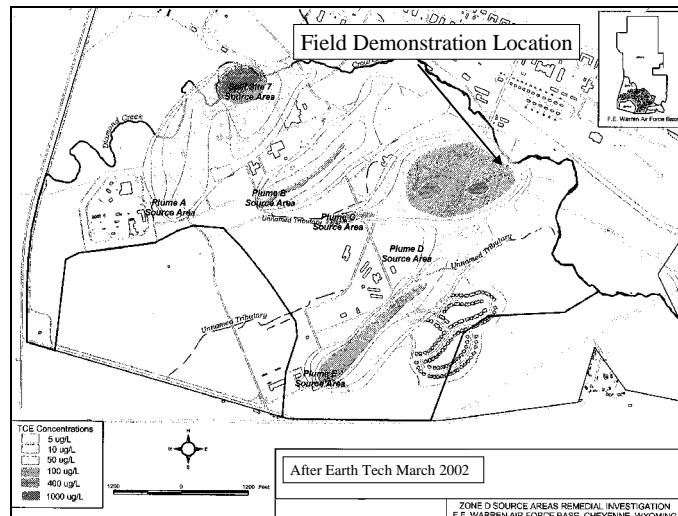 Field Demonstration Location
F.E. Warren Air Force Base
Diamond Creek
Spill Site 7
Source Area
Plume A
Source Area
Plume B
Source Area
Unnamed Tributary
Plume C
Source Area
Plume D
Source Area
Unnamed Tributary
Unnamed Tributary
Plume E
Source Area
TCE Concentrations
5 ug/L
10 ug/L
50 ug/L
100 ug/L
400 ug/L
1000 ug/L
N
W
E
S
1200
0
1200 Feet
After Earth Tech March 2002
ZONE D SOURCE AREAS REMEDIAL INVESTIGATION
F.E. WARREN AIR FORCE BASE, CHEYENNE, WYOMING